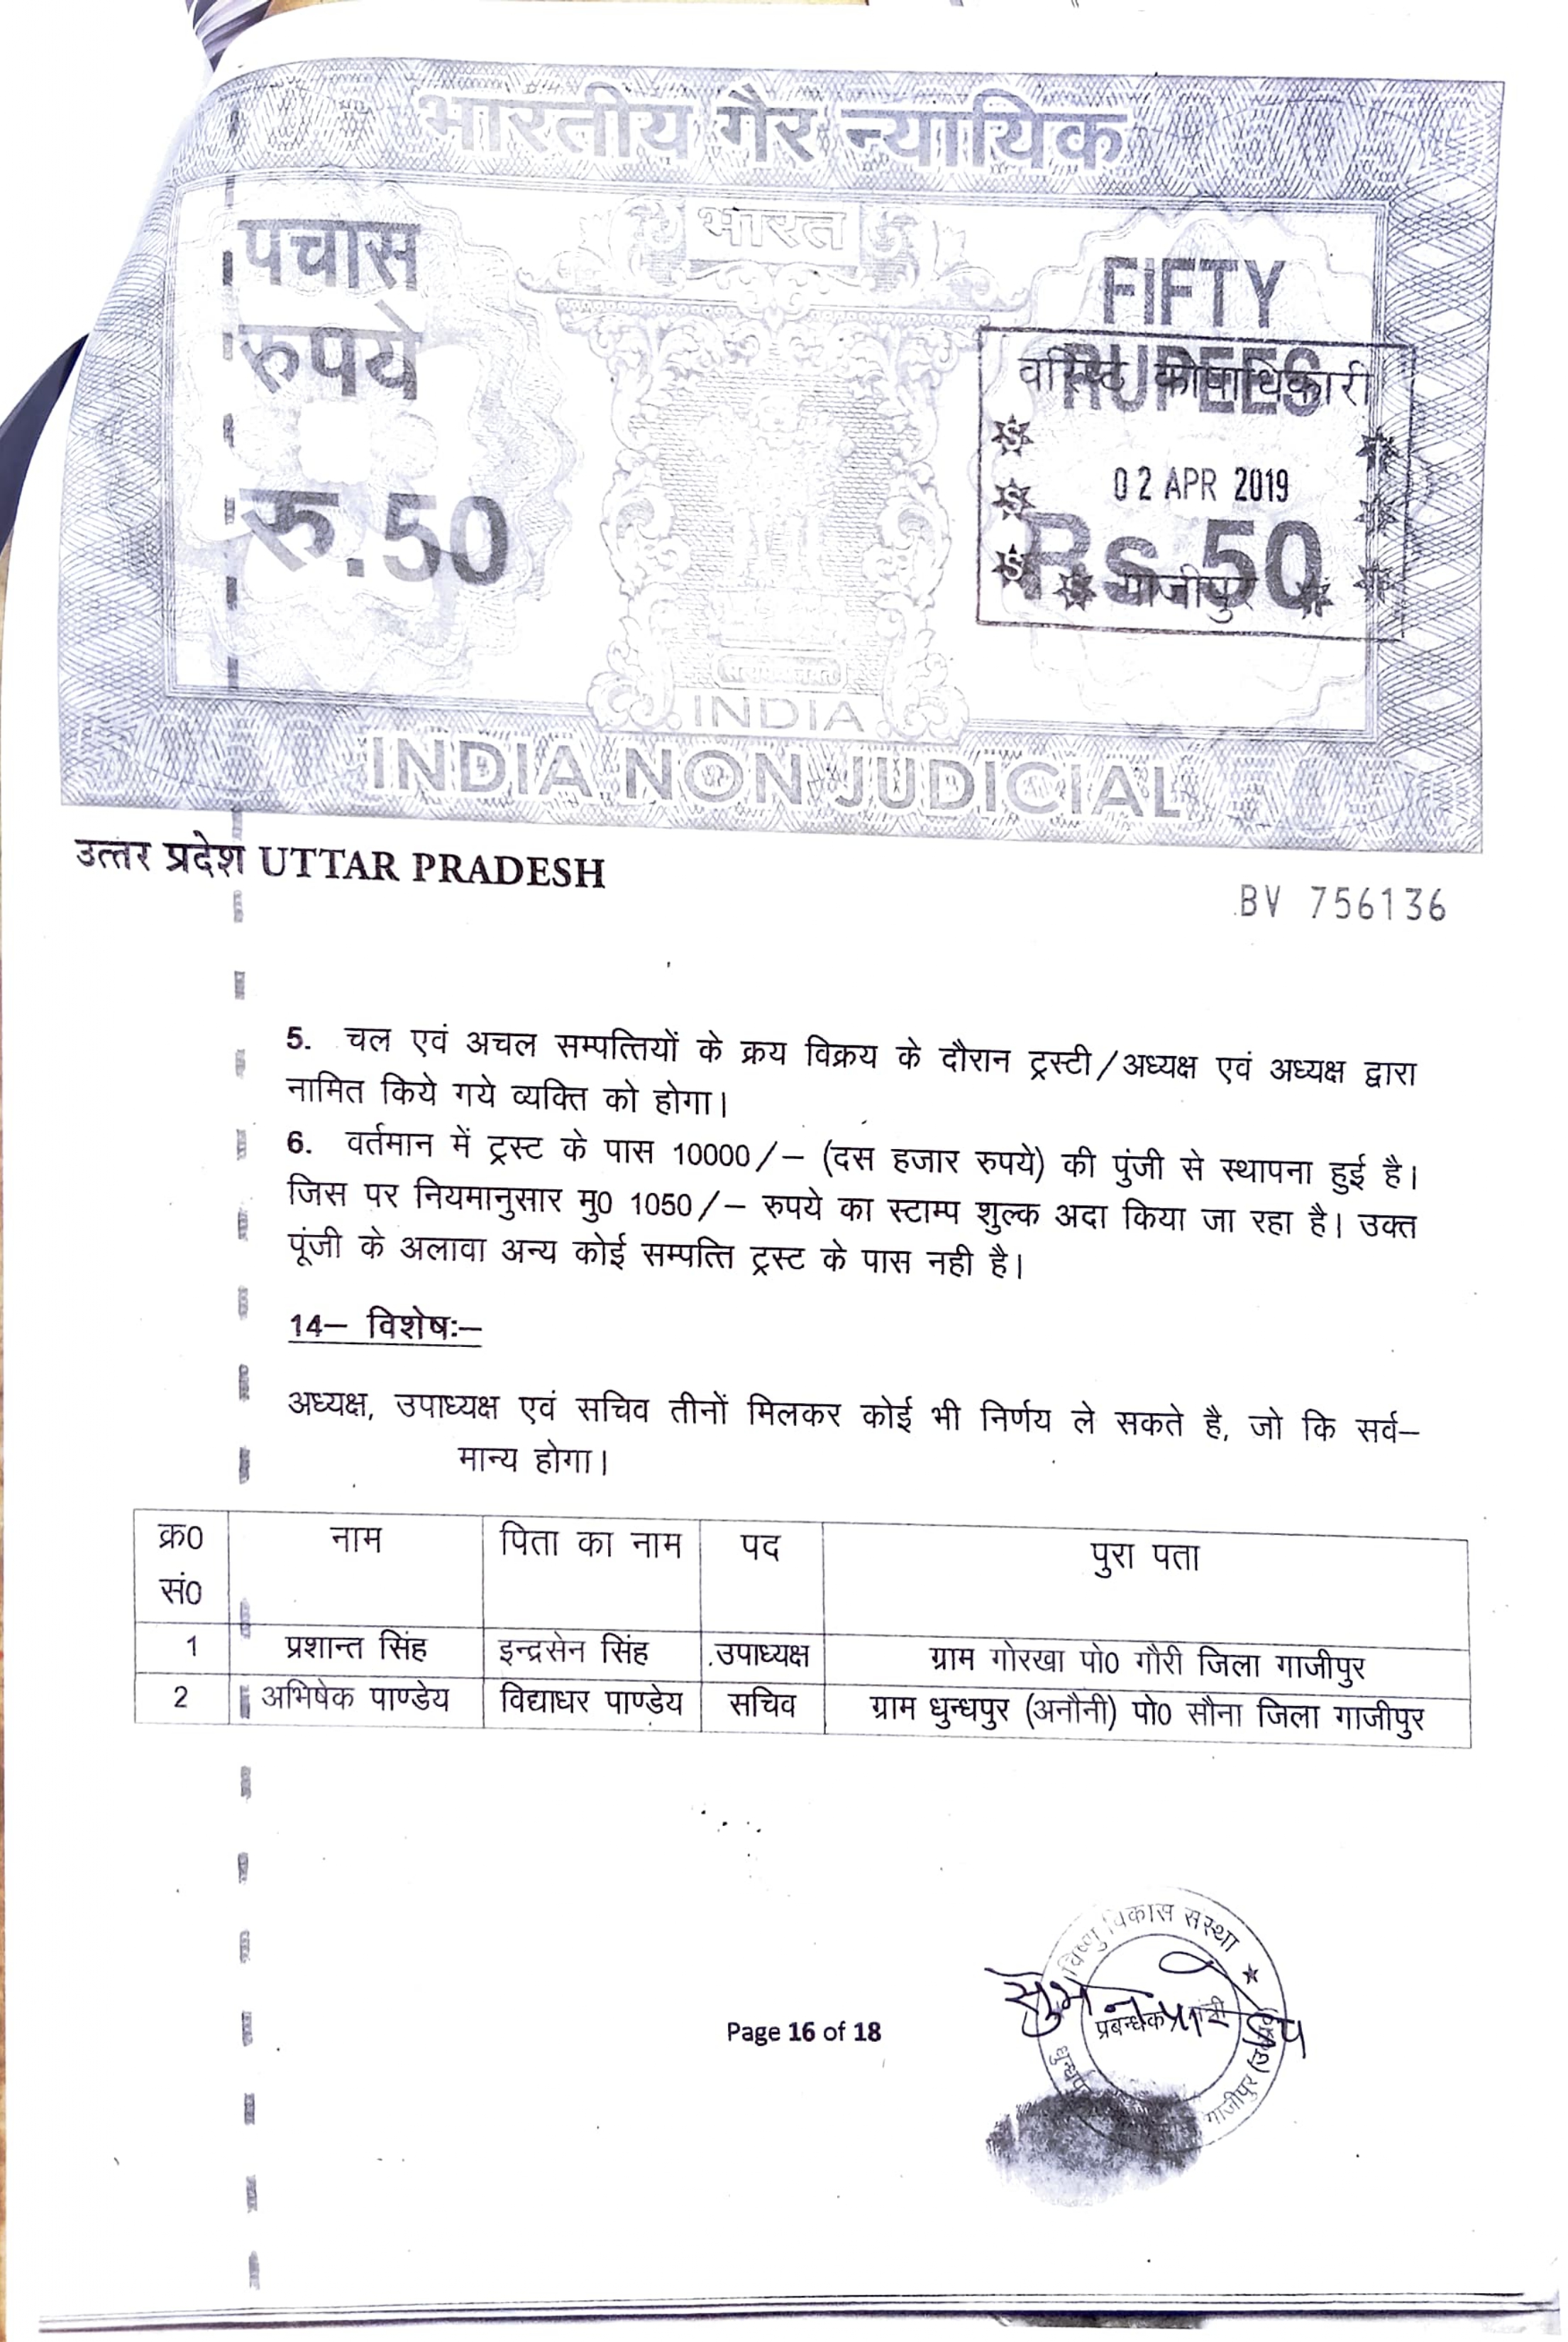 भारतीय गैर न्यायिक
भारत
पचास
रुपये
रु.50
FIFTY
RUPEES
Rs.50
वरिष्ट कोषाधिकारी
02 APR 2019
गाजीपुर
सत्यमेव जयते
INDIA
INDIA NON JUDICIAL
उत्तर प्रदेश UTTAR PRADESH
BV 756136
5. चल एवं अचल सम्पत्तियों के क्रय विक्रय के दौरान ट्रस्टी/अध्यक्ष एवं अध्यक्ष द्वारा
नामित किये गये व्यक्ति को होगा।
6. वर्तमान में ट्रस्ट के पास 10000/– (दस हजार रुपये) की पुंजी से स्थापना हुई है।
जिस पर नियमानुसार मु0 1050/– रुपये का स्टाम्प शुल्क अदा किया जा रहा है। उक्त
पूंजी के अलावा अन्य कोई सम्पत्ति ट्रस्ट के पास नही है।
14– विशेषः–
अध्यक्ष, उपाध्यक्ष एवं सचिव तीनों मिलकर कोई भी निर्णय ले सकते है, जो कि सर्व–
मान्य होगा।
क्र0 सं0 नाम पिता का नाम पद पुरा पता
1 प्रशान्त सिंह इन्द्रसेन सिंह उपाध्यक्ष ग्राम गोरखा पो0 गौरी जिला गाजीपुर
2 अभिषेक पाण्डेय विद्याधर पाण्डेय सचिव ग्राम धुन्धपुर (अनौनी) पो0 सौना जिला गाजीपुर
विष्णु विकास संस्था
प्रबन्धक
गाजीपुर
Page 16 of 18